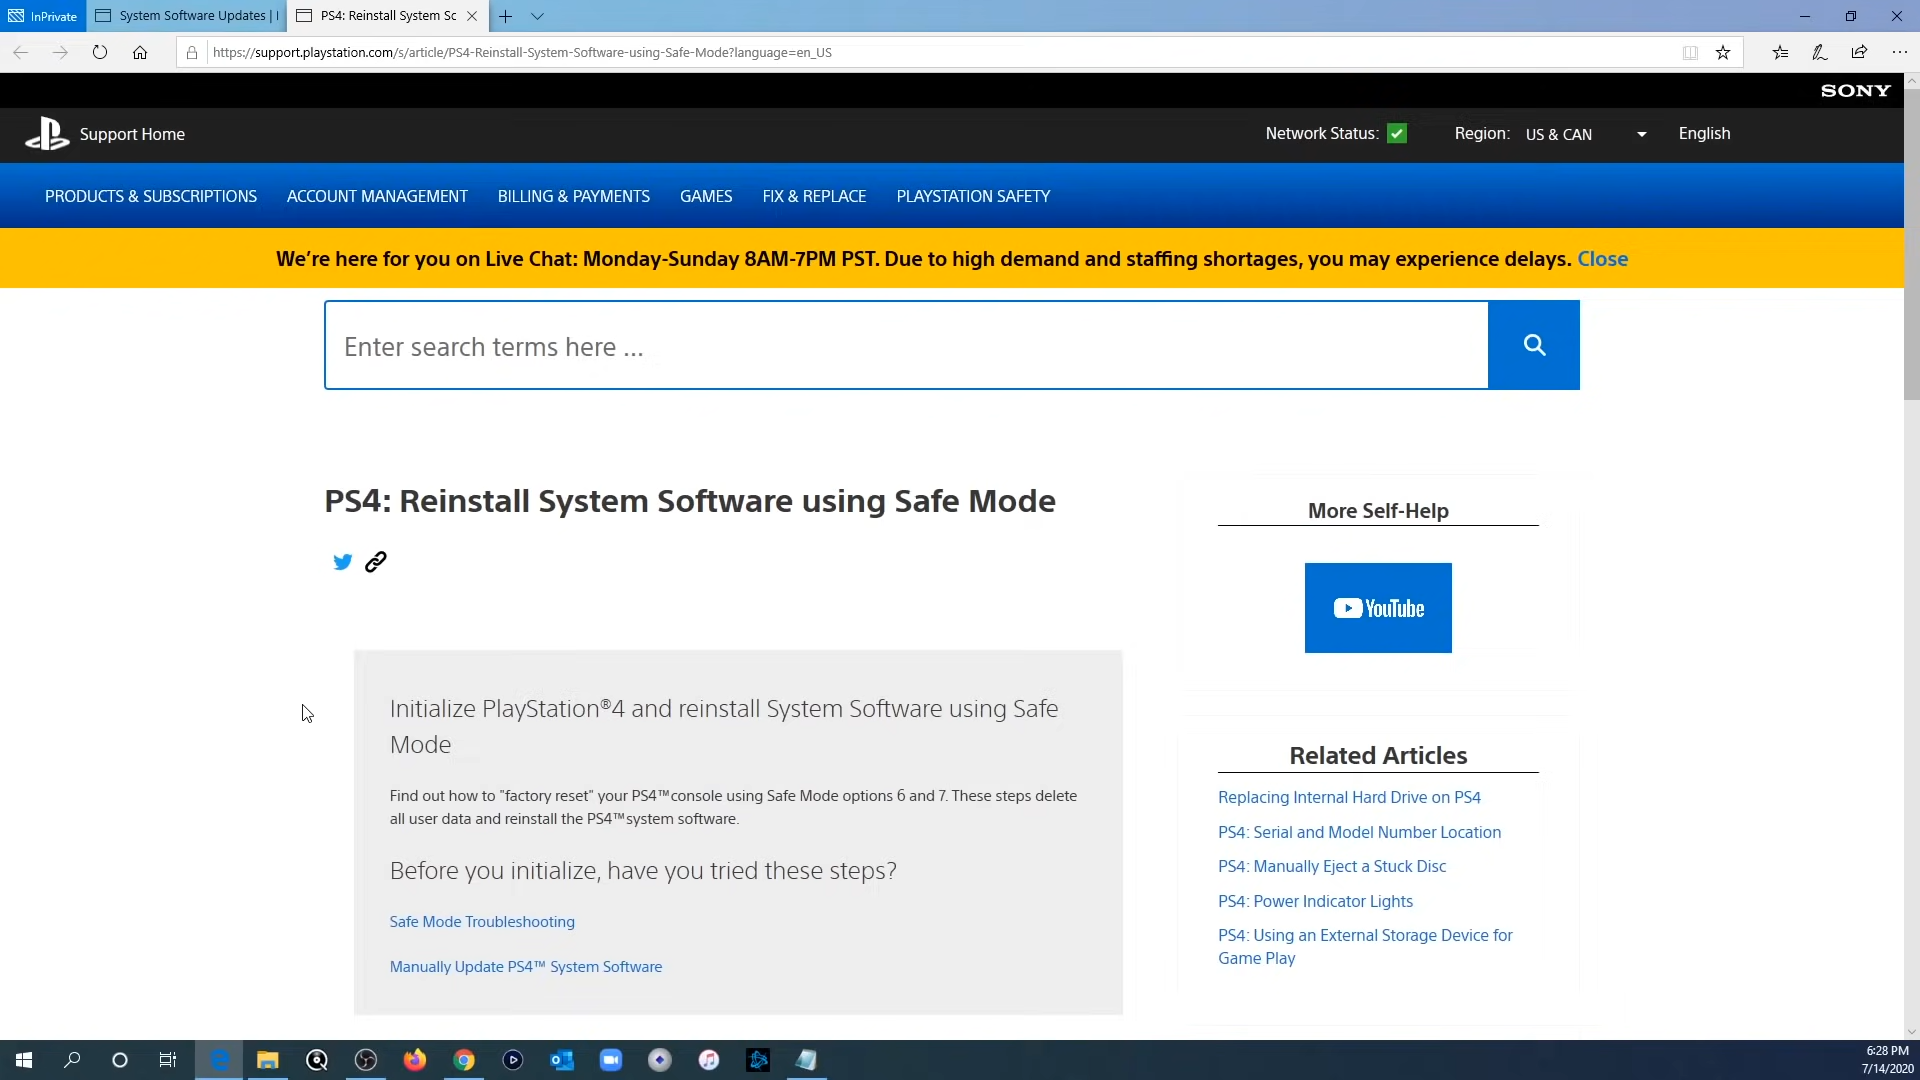 InPrivate
System Software Updates |
PS4: Reinstall System Sc
https://support.playstation.com/s/article/PS4-Reinstall-System-Software-using-Safe-Mode?language=en_US
SONY
Support Home
Network Status:
Region: US & CAN
English
PRODUCTS & SUBSCRIPTIONS
ACCOUNT MANAGEMENT
BILLING & PAYMENTS
GAMES
FIX & REPLACE
PLAYSTATION SAFETY
We're here for you on Live Chat: Monday-Sunday 8AM-7PM PST. Due to high demand and staffing shortages, you may experience delays. Close
Enter search terms here ...
PS4: Reinstall System Software using Safe Mode
Initialize PlayStation®4 and reinstall System Software using Safe
Mode
Find out how to "factory reset" your PS4™console using Safe Mode options 6 and 7. These steps delete
all user data and reinstall the PS4™system software.
Before you initialize, have you tried these steps?
Safe Mode Troubleshooting
Manually Update PS4™ System Software
More Self-Help
YouTube
Related Articles
Replacing Internal Hard Drive on PS4
PS4: Serial and Model Number Location
PS4: Manually Eject a Stuck Disc
PS4: Power Indicator Lights
PS4: Using an External Storage Device for
Game Play
6:28 PM
7/14/2020